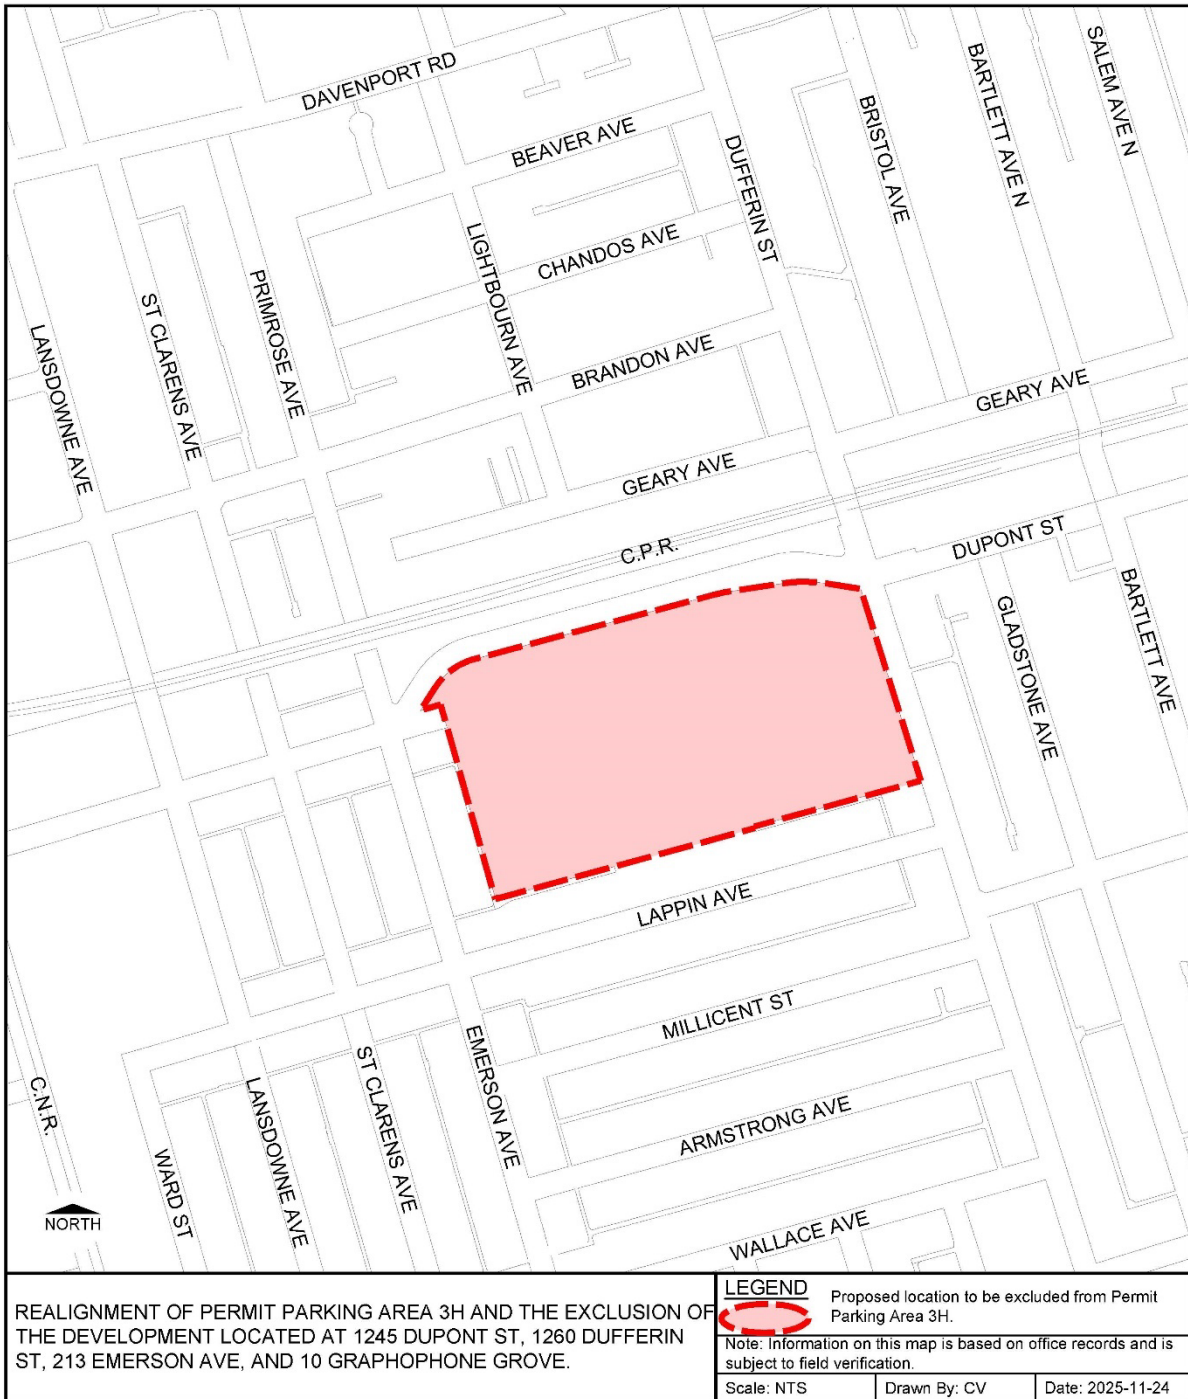 DAVENPORT RD
BEAVER AVE
CHANDOS AVE
BRANDON AVE
GEARY AVE
GEARY AVE
C.P.R.
DUPONT ST
DUFFERIN ST
BRISTOL AVE
BARTLETT AVE N
SALEM AVE N
LANSDOWNE AVE
ST CLARENS AVE
PRIMROSE AVE
LIGHTBOURN AVE
GLADSTONE AVE
BARTLETT AVE
LAPPIN AVE
MILLICENT ST
ARMSTRONG AVE
WALLACE AVE
EMERSON AVE
ST CLARENS AVE
LANSDOWNE AVE
WARD ST
C.N.R.
NORTH
REALIGNMENT OF PERMIT PARKING AREA 3H AND THE EXCLUSION OF
THE DEVELOPMENT LOCATED AT 1245 DUPONT ST, 1260 DUFFERIN
ST, 213 EMERSON AVE, AND 10 GRAPHOPHONE GROVE.
LEGEND
Proposed location to be excluded from Permit
Parking Area 3H.
Note: Information on this map is based on office records and is
subject to field verification.
Scale: NTS
Drawn By: CV
Date: 2025-11-24